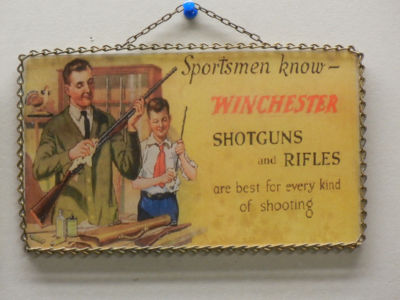 Sportsmen know—
WINCHESTER
SHOTGUNS
and RIFLES
are best for every kind
of shooting